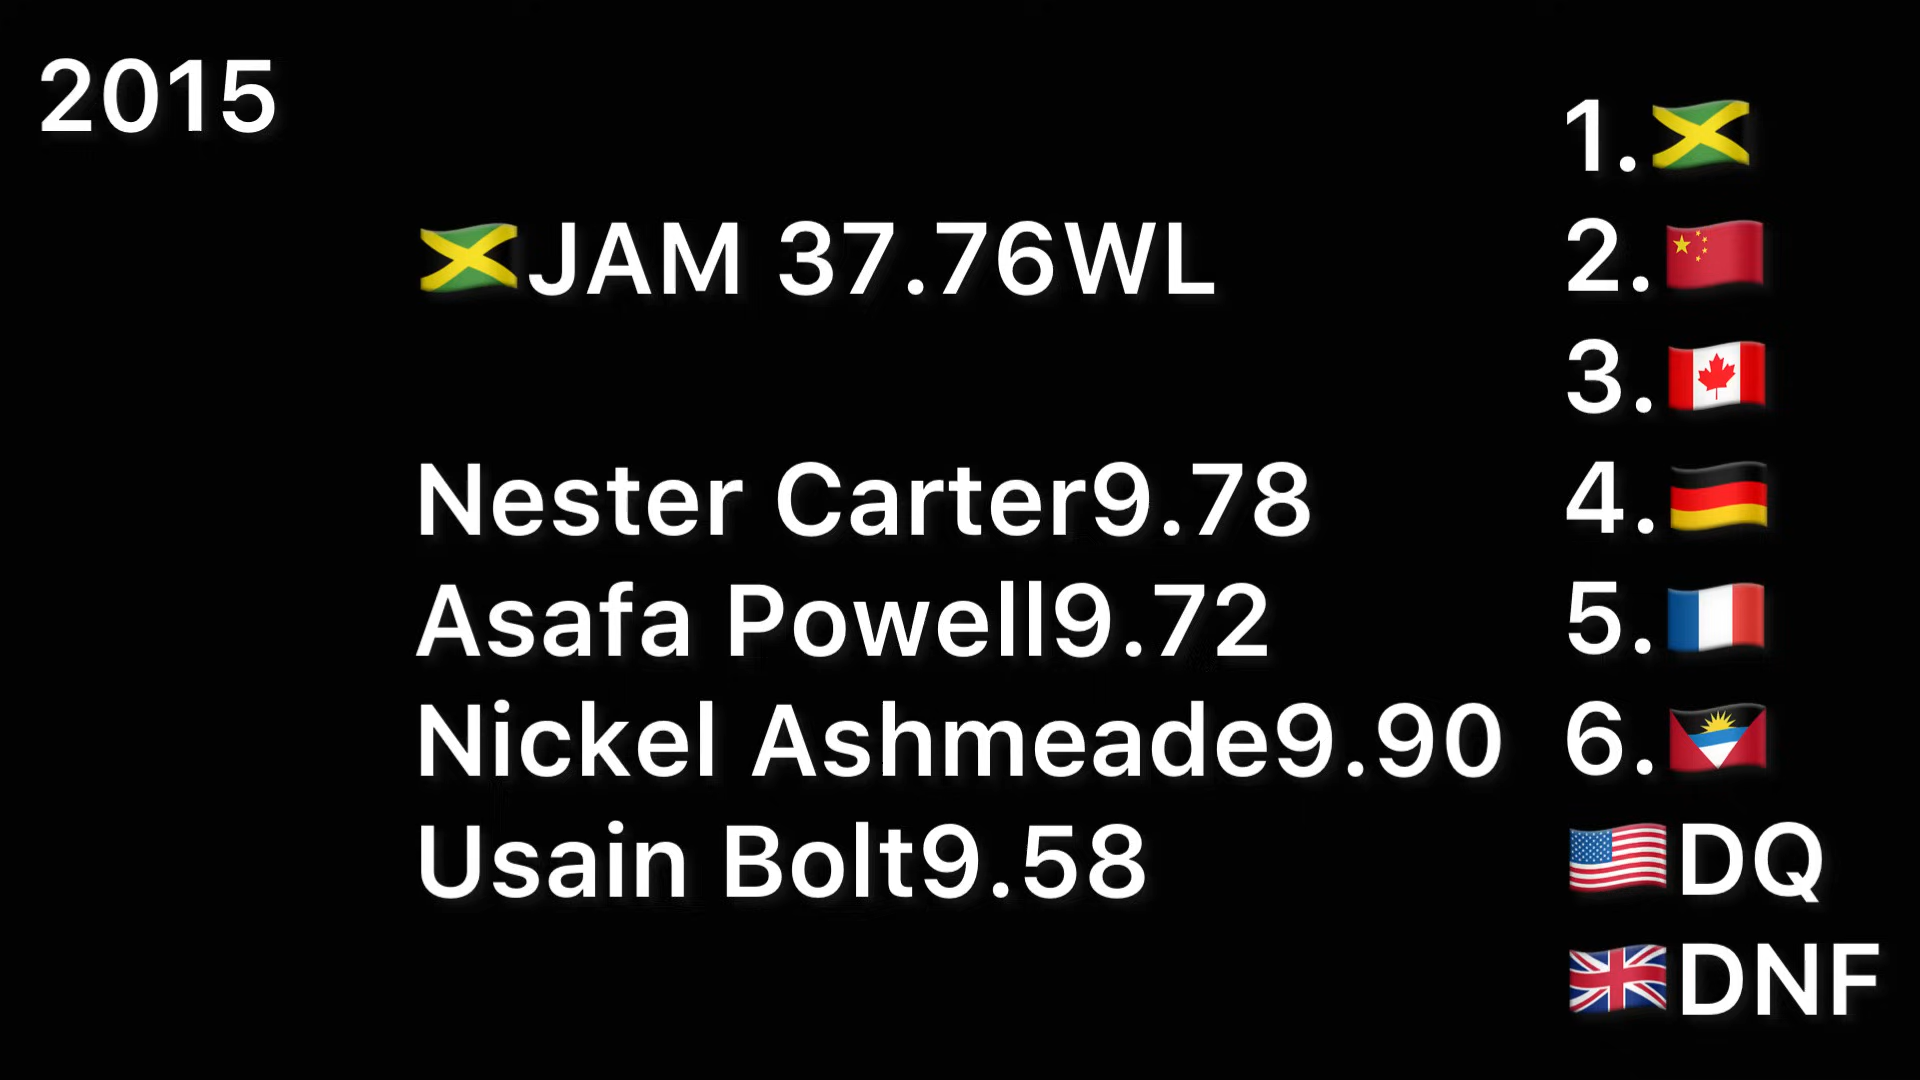 2015
🇯🇲JAM 37.76WL
Nester Carter9.78
Asafa Powell9.72
Nickel Ashmeade9.90
Usain Bolt9.58
1.🇯🇲
2.🇨🇳
3.🇨🇦
4.🇩🇪
5.🇫🇷
6.🇦🇬
🇺🇸DQ
🇬🇧DNF